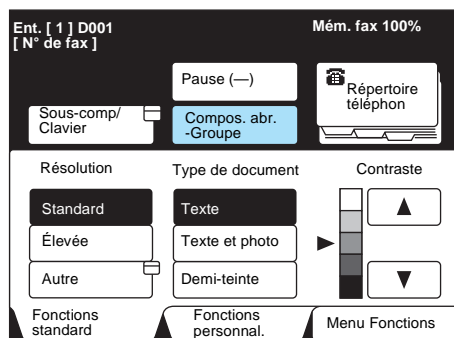 Ent. [ 1 ] D001
[ N° de fax ]
Mém. fax 100%
Pause (—)
Répertoire
téléphon
Sous-comp/
Clavier
Compos. abr.
-Groupe
Résolution
Type de document
Contraste
Standard
Texte
Élevée
Texte et photo
Autre
Demi-teinte
Fonctions
standard
Fonctions
personnal.
Menu Fonctions